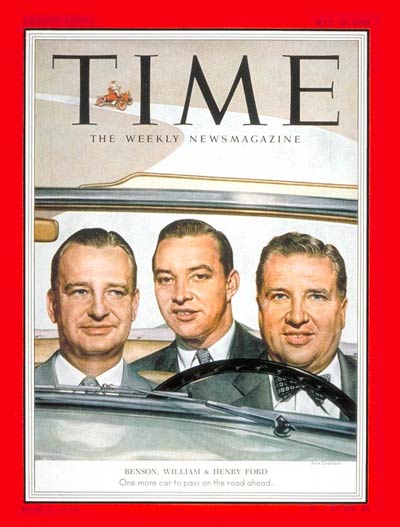 TIME
THE WEEKLY NEWSMAGAZINE
BENSON, WILLIAM & HENRY FORD
One more car to pass on the road ahead.